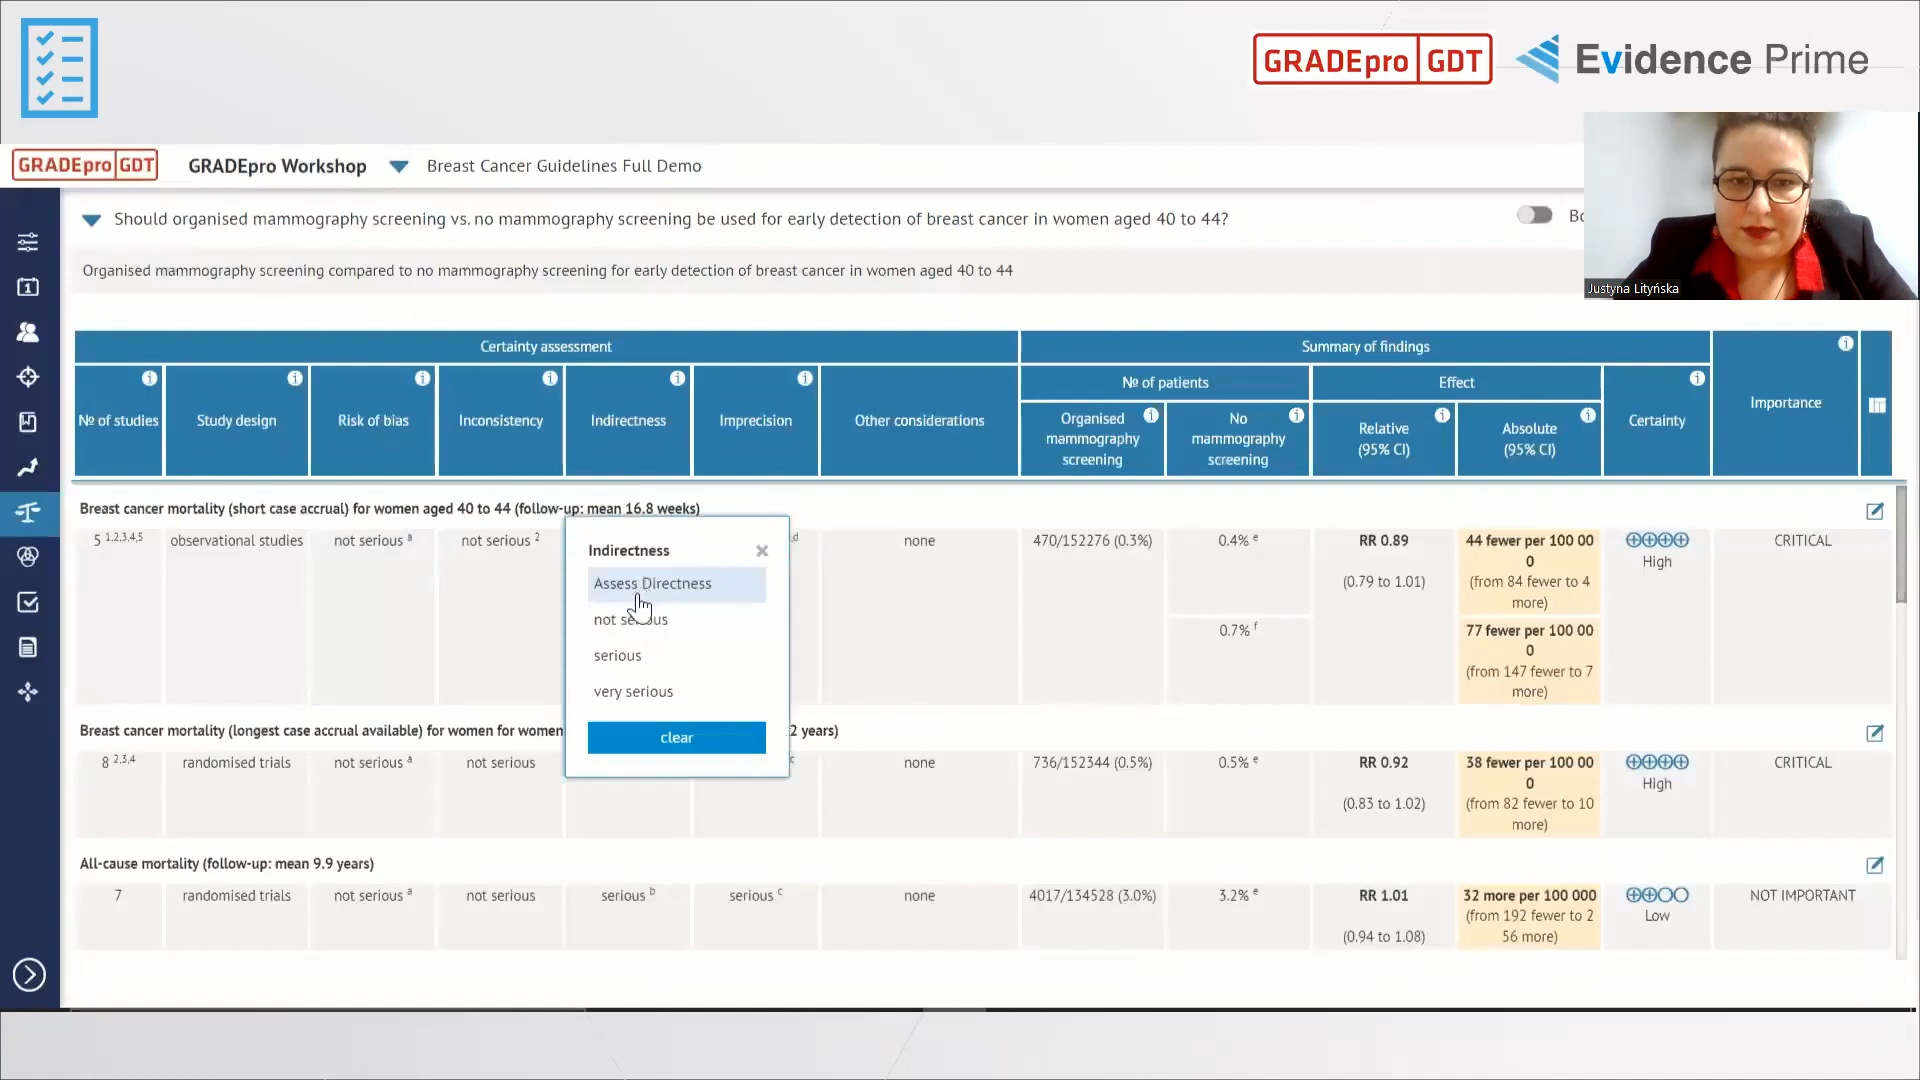 GRADEpro GDT
Evidence Prime
GRADEpro GDT
GRADEpro Workshop
Breast Cancer Guidelines Full Demo
Justyna Lityńska
Should organised mammography screening vs. no mammography screening be used for early detection of breast cancer in women aged 40 to 44?
Organised mammography screening compared to no mammography screening for early detection of breast cancer in women aged 40 to 44
Certainty assessment
Summary of findings
Importance
№ of studies
Study design
Risk of bias
Inconsistency
Indirectness
Imprecision
Other considerations
№ of patients
Effect
Certainty
Organised
mammography
screening
No
mammography
screening
Relative
(95% CI)
Absolute
(95% CI)
Breast cancer mortality (short case accrual) for women aged 40 to 44 (follow-up: mean 16.8 weeks)
5 1,2,3,4,5
observational studies
not serious a
not serious 2
d
none
470/152276 (0.3%)
0.4% e
0.7% f
RR 0.89
(0.79 to 1.01)
44 fewer per 100 00
0
(from 84 fewer to 4
more)
77 fewer per 100 00
0
(from 147 fewer to 7
more)
High
CRITICAL
Indirectness
Assess Directness
not serious
serious
very serious
clear
Breast cancer mortality (longest case accrual available) for women for women
2 years)
8 2,3,4
randomised trials
not serious a
not serious
c
none
736/152344 (0.5%)
0.5% e
RR 0.92
(0.83 to 1.02)
38 fewer per 100 00
0
(from 82 fewer to 10
more)
High
CRITICAL
All-cause mortality (follow-up: mean 9.9 years)
7
randomised trials
not serious a
not serious
serious b
serious c
none
4017/134528 (3.0%)
3.2% e
RR 1.01
(0.94 to 1.08)
32 more per 100 000
(from 192 fewer to 2
56 more)
Low
NOT IMPORTANT